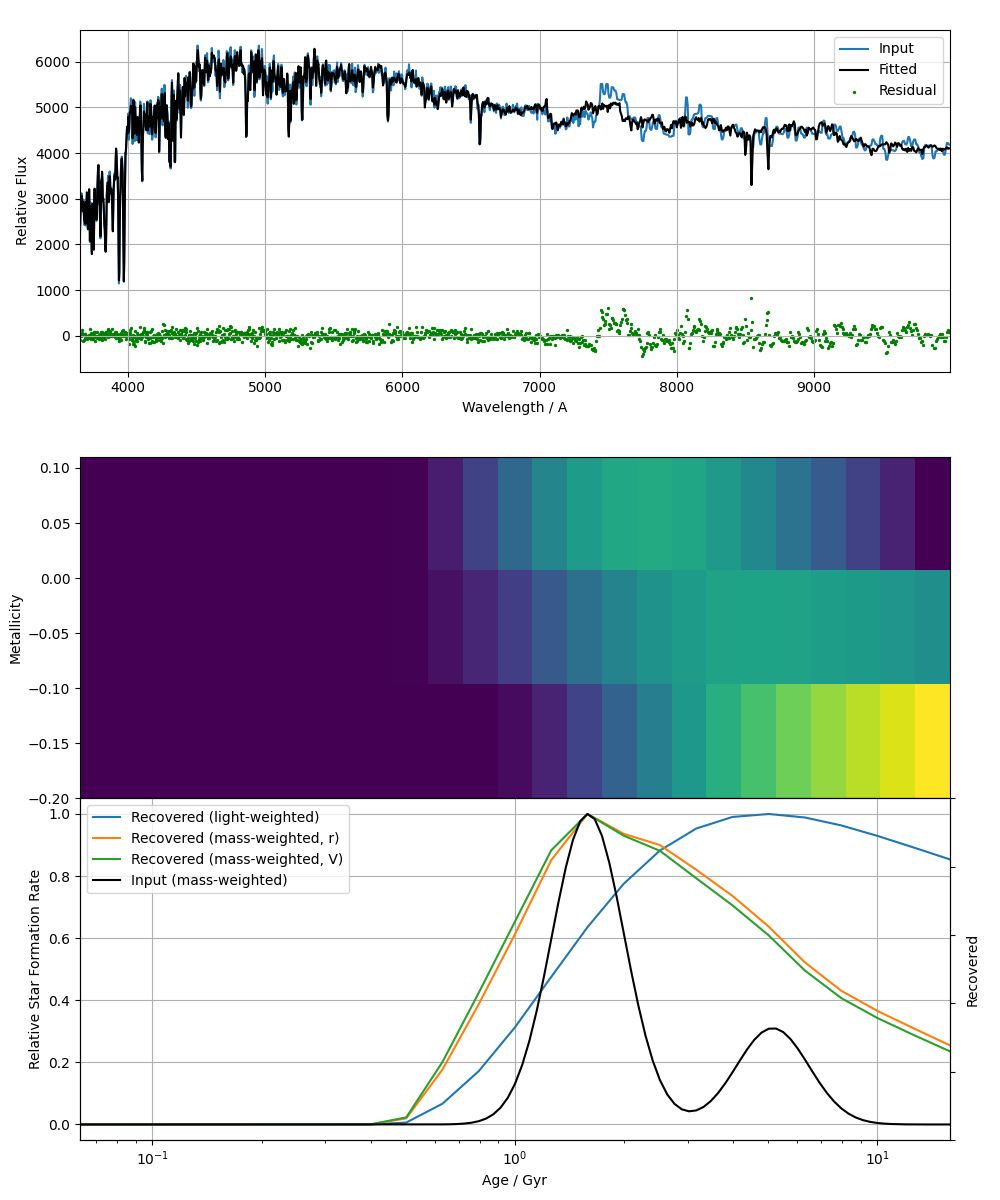 Input
Fitted
Residual
6000
5000
4000
3000
2000
1000
0
Relative Flux
4000 5000 6000 7000 8000 9000
Wavelength / A
0.10
0.05
0.00
−0.05
−0.10
−0.15
−0.20
Metallicity
Recovered (light-weighted)
Recovered (mass-weighted, r)
Recovered (mass-weighted, V)
Input (mass-weighted)
1.0
0.8
0.6
0.4
0.2
0.0
Relative Star Formation Rate
Recovered
10⁻¹ 10⁰ 10¹
Age / Gyr